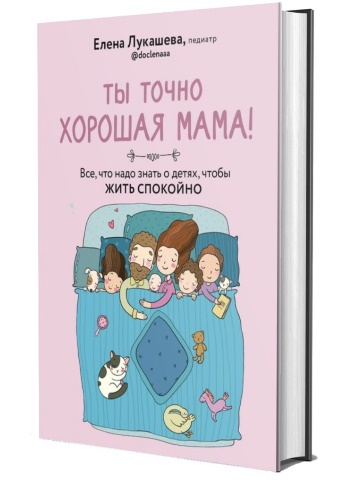 Елена Лукашева, педиатр
@doclenaaa
ТЫ ТОЧНО
ХОРОШАЯ МАМА!
Все, что надо знать о детях, чтобы
ЖИТЬ СПОКОЙНО